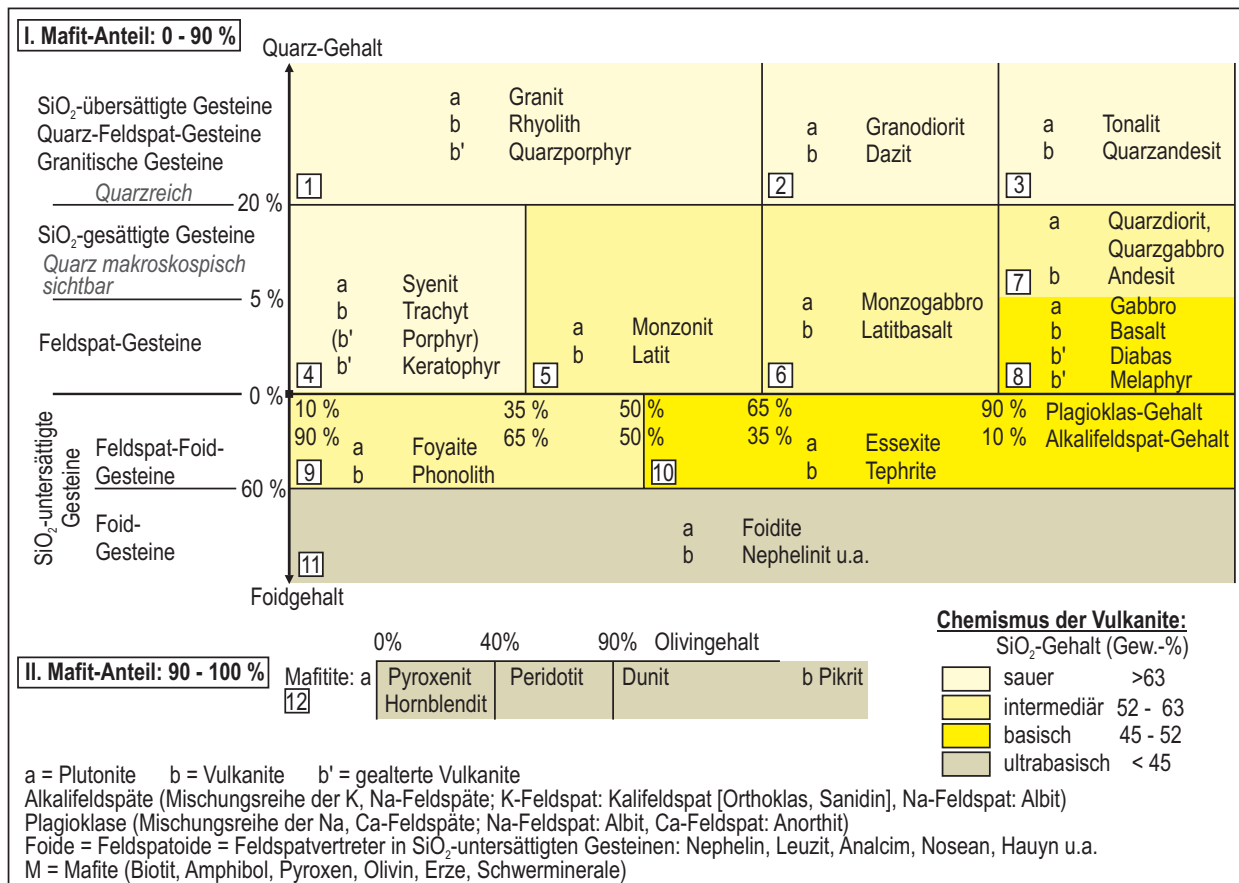 I. Mafit-Anteil: 0 - 90 %
Quarz-Gehalt
SiO₂-übersättigte Gesteine
Quarz-Feldspat-Gesteine
Granitische Gesteine
Quarzreich
20 %
a Granit
b Rhyolith
b' Quarzporphyr
1
a Granodiorit
b Dazit
2
a Tonalit
b Quarzandesit
3
SiO₂-gesättigte Gesteine
Quarz makroskospisch
sichtbar
5 %
Feldspat-Gesteine
0 %
a Syenit
b Trachyt
(b' Porphyr)
b' Keratophyr
4
a Monzonit
b Latit
5
a Monzogabbro
b Latitbasalt
6
a Quarzdiorit,
Quarzgabbro
b Andesit
7
a Gabbro
b Basalt
b' Diabas
b' Melaphyr
8
10 % 35 % 50 % 65 % 90 % Plagioklas-Gehalt
90 % 65 % 50 % 35 % 10 % Alkalifeldspat-Gehalt
SiO₂-untersättigte
Gesteine
Feldspat-Foid-
Gesteine
60 %
a Foyaite
b Phonolith
9
a Essexite
b Tephrite
10
Foid-
Gesteine
a Foidite
b Nephelinit u.a.
11
Foidgehalt
II. Mafit-Anteil: 90 - 100 %
0% 40% 90% Olivingehalt
Mafitite: a Pyroxenit Peridotit Dunit b Pikrit
12 Hornblendit
Chemismus der Vulkanite:
SiO₂-Gehalt (Gew.-%)
sauer >63
intermediär 52 - 63
basisch 45 - 52
ultrabasisch < 45
a = Plutonite b = Vulkanite b' = gealterte Vulkanite
Alkalifeldspäte (Mischungsreihe der K, Na-Feldspäte; K-Feldspat: Kalifeldspat [Orthoklas, Sanidin], Na-Feldspat: Albit)
Plagioklase (Mischungsreihe der Na, Ca-Feldspäte; Na-Feldspat: Albit, Ca-Feldspat: Anorthit)
Foide = Feldspatoide = Feldspatvertreter in SiO₂-untersättigten Gesteinen: Nephelin, Leuzit, Analcim, Nosean, Hauyn u.a.
M = Mafite (Biotit, Amphibol, Pyroxen, Olivin, Erze, Schwerminerale)